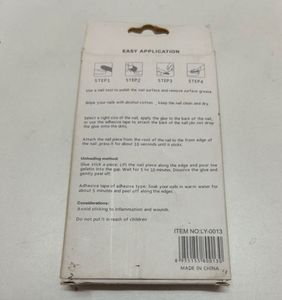 EASY APPLICATION
STEP1 STEP2 STEP3 STEP4
Use a nail tool to polish the nail surface and remove surface grease.
Wipe your nails with alcohol cotton , keep the nail clean and dry.
Select a right size of the nail, apply the glue to the back of the nail,
or use the adhesive tape to attach the back of the nail.do not drop
the glue onto the skin.
Attach the nail piece from the root of the nail to the front edge of
the nail, press it for about 10 seconds until it sticks.
Unloading method:
Glue stick a piece: Lift the nail piece along the edge and pour
gelatin into the gap. Wait for 5 to 10 minutes. Dissolve the glue and
gently peel off.
Adhesive tape of adhesive type: soak your nails in warm water for
about 5 minutes and peel off along the edges.
Considerations:
Avoid sticking to inflammation and wounds.
Do not put it in reach of children
ITEM NO:LY-0013
MADE IN CHINA